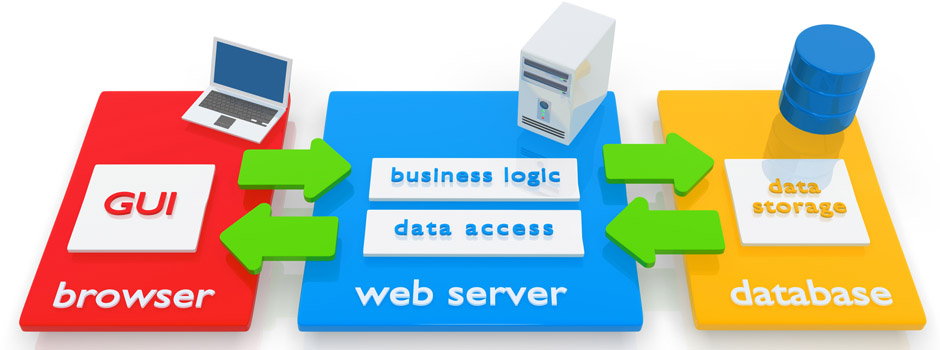 GUI
browser
business logic
data access
web server
data
storage
database